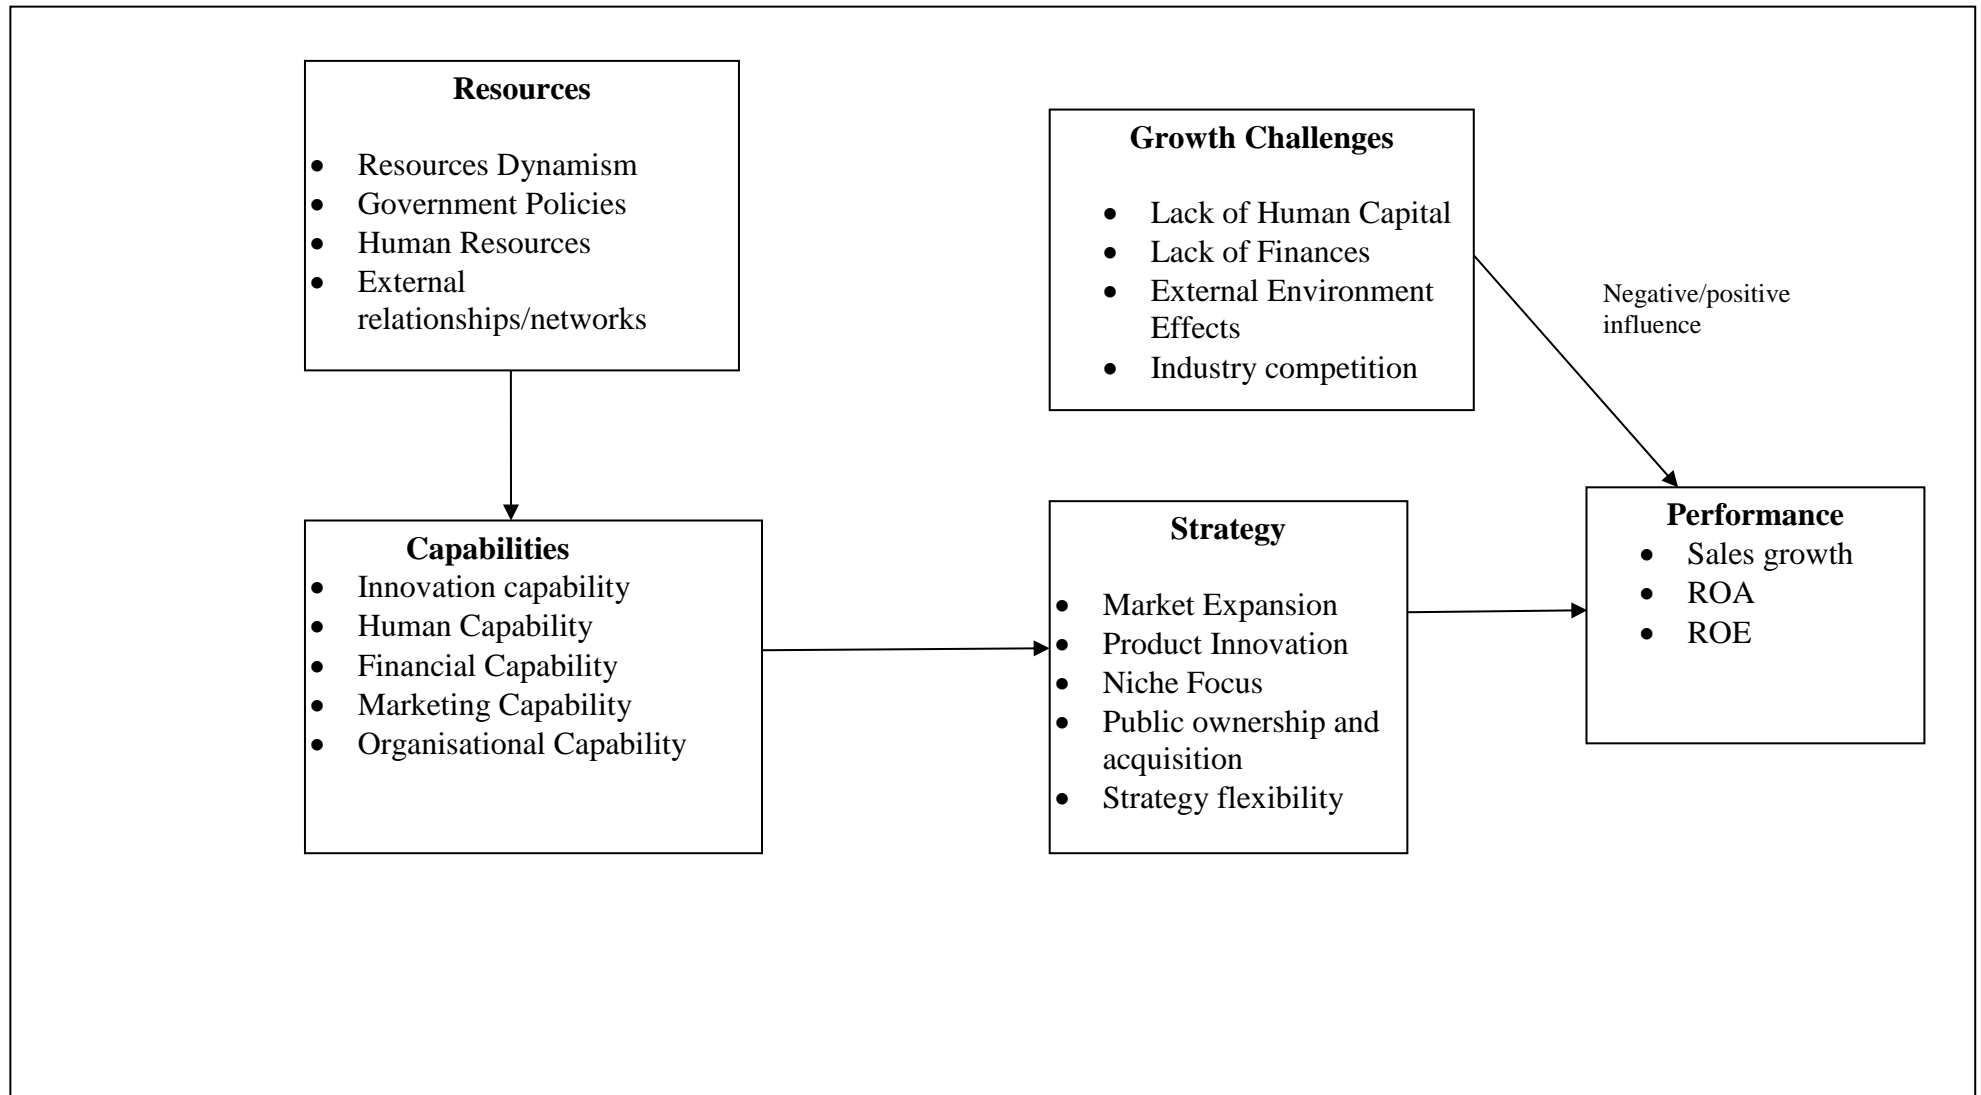 Resources
• Resources Dynamism
• Government Policies
• Human Resources
• External
relationships/networks
Growth Challenges
• Lack of Human Capital
• Lack of Finances
• External Environment
Effects
• Industry competition
Negative/positive
influence
Capabilities
• Innovation capability
• Human Capability
• Financial Capability
• Marketing Capability
• Organisational Capability
Strategy
• Market Expansion
• Product Innovation
• Niche Focus
• Public ownership and
acquisition
• Strategy flexibility
Performance
• Sales growth
• ROA
• ROE